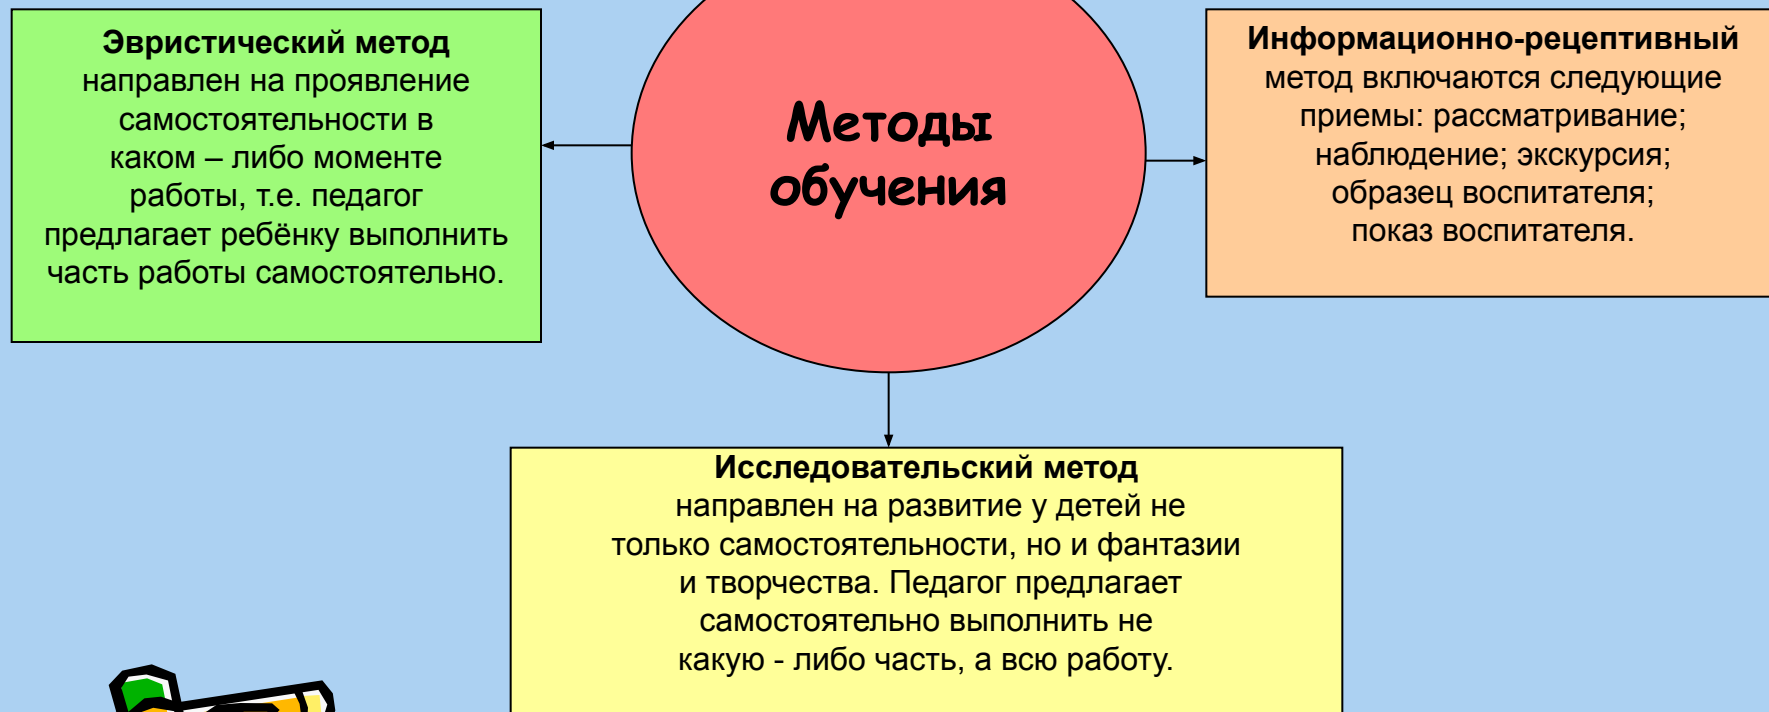 Эвристический метод
направлен на проявление
самостоятельности в
каком – либо моменте
работы, т.е. педагог
предлагает ребёнку выполнить
часть работы самостоятельно.
Методы
обучения
Информационно-рецептивный
метод включаются следующие
приемы: рассматривание;
наблюдение; экскурсия;
образец воспитателя;
показ воспитателя.
Исследовательский метод
направлен на развитие у детей не
только самостоятельности, но и фантазии
и творчества. Педагог предлагает
самостоятельно выполнить не
какую - либо часть, а всю работу.